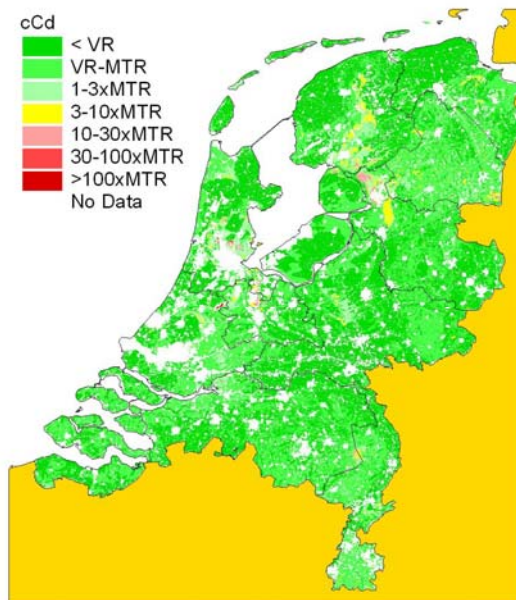 cCd
< VR
VR-MTR
1-3xMTR
3-10xMTR
10-30xMTR
30-100xMTR
>100xMTR
No Data